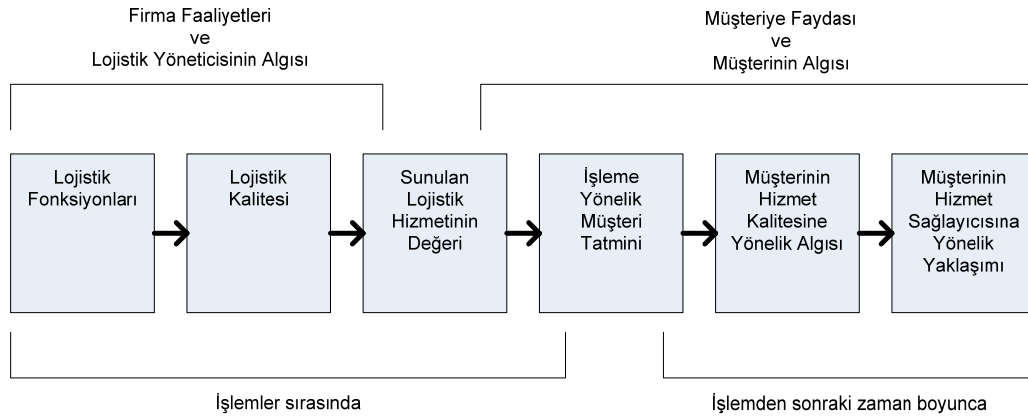 Firma Faaliyetleri
ve
Lojistik Yöneticisinin Algısı
Müşteriye Faydası
ve
Müşterinin Algısı
Lojistik
Fonksiyonları
Lojistik
Kalitesi
Sunulan
Lojistik
Hizmetinin
Değeri
İşleme
Yönelik
Müşteri
Tatmini
Müşterinin
Hizmet
Kalitesine
Yönelik Algısı
Müşterinin
Hizmet
Sağlayıcısına
Yönelik
Yaklaşımı
İşlemler sırasında
İşlemden sonraki zaman boyunca